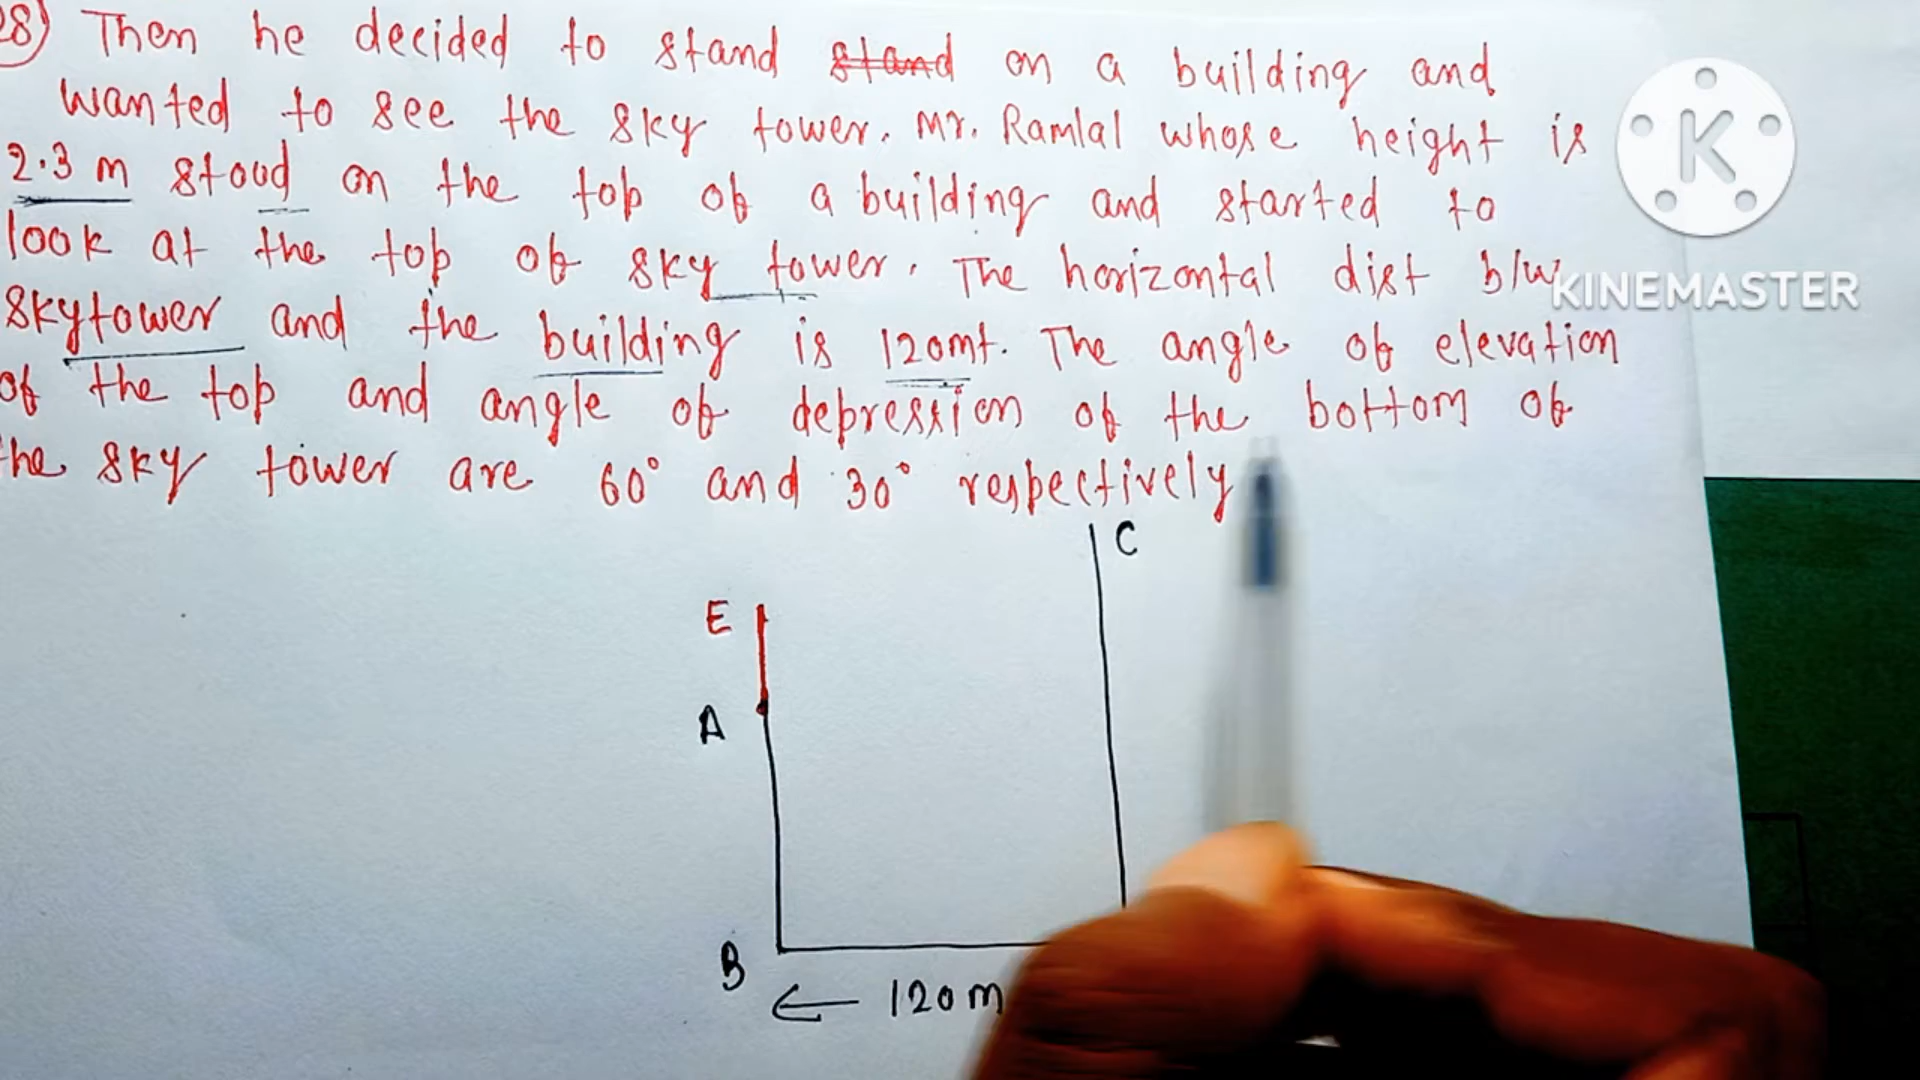 28) Then he decided to stand stand on a building and
wanted to see the sky tower. Mr. Ramlal whose height is
2.3 m stood on the top of a building and started to
look at the top of sky tower. The horizontal dist b/w
skytower and the building is 120mt. The angle of elevation
of the top and angle of depression of the bottom of
the sky tower are 60° and 30° respectively
K
KINEMASTER
C
E
A
B
← 120m